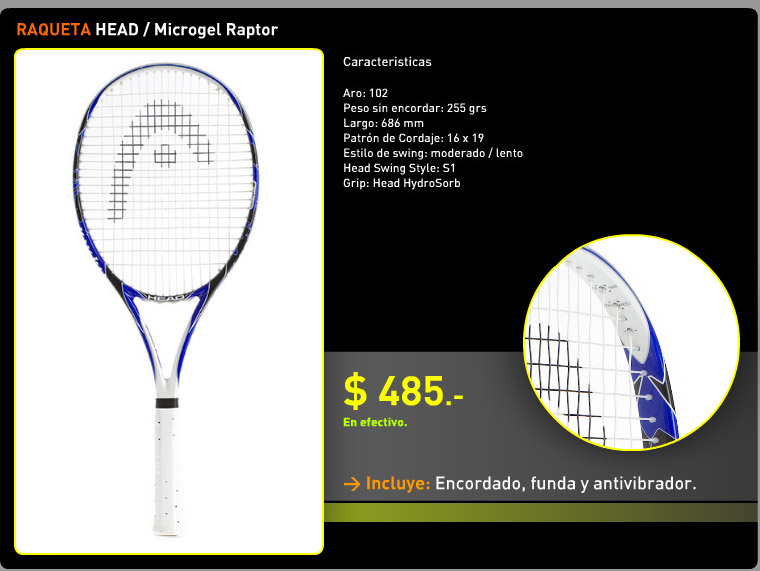 RAQUETA HEAD / Microgel Raptor
Caracteristicas
Aro: 102
Peso sin encordar: 255 grs
Largo: 686 mm
Patrón de Cordaje: 16 x 19
Estilo de swing: moderado / lento
Head Swing Style: S1
Grip: Head HydroSorb
HEAD
$ 485.-
En efectivo.
→ Incluye: Encordado, funda y antivibrador.